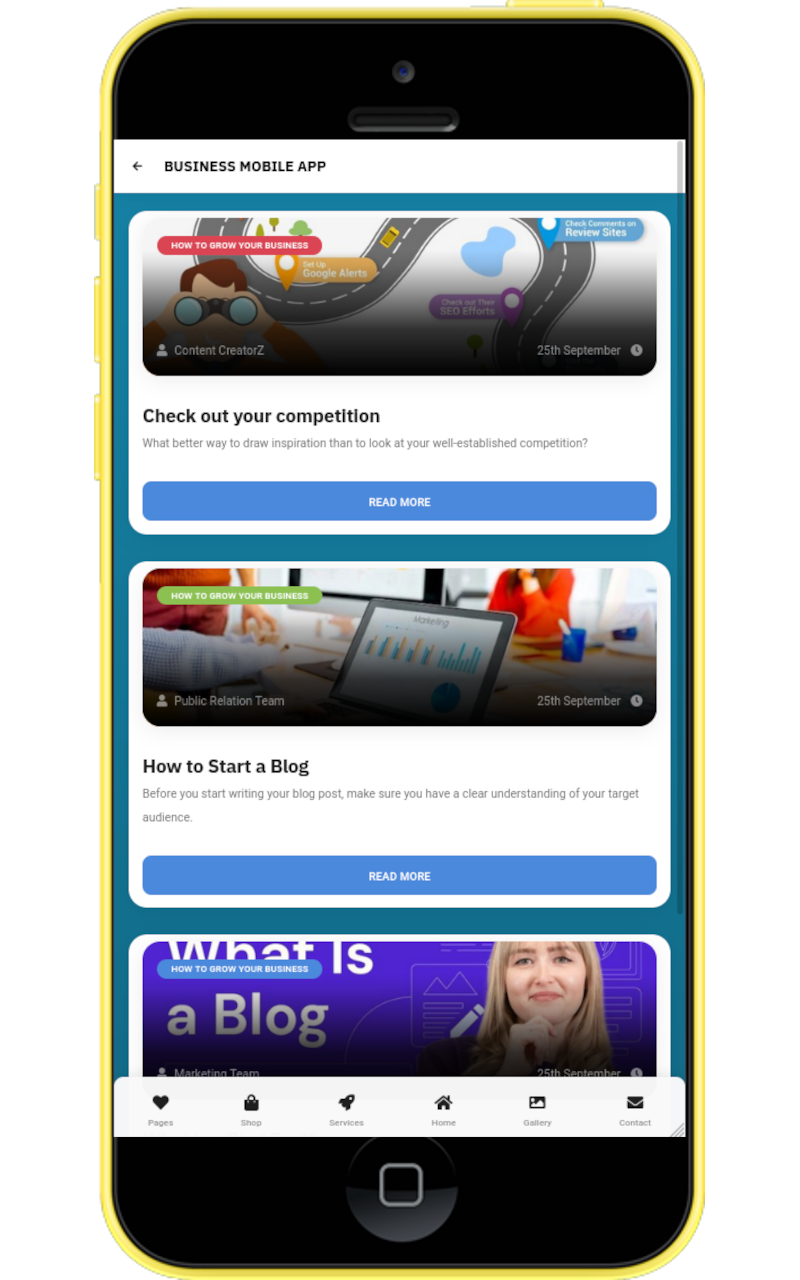 BUSINESS MOBILE APP
Check Comments on
Review Sites
HOW TO GROW YOUR BUSINESS
Set Up
Google Alerts
Check out Their
SEO Efforts
Content CreatorZ
25th September
Check out your competition
What better way to draw inspiration than to look at your well-established competition?
READ MORE
HOW TO GROW YOUR BUSINESS
Marketing
Public Relation Team
25th September
How to Start a Blog
Before you start writing your blog post, make sure you have a clear understanding of your target
audience.
READ MORE
What Is
HOW TO GROW YOUR BUSINESS
a Blog
Marketing Team
25th September
Pages
Shop
Services
Home
Gallery
Contact